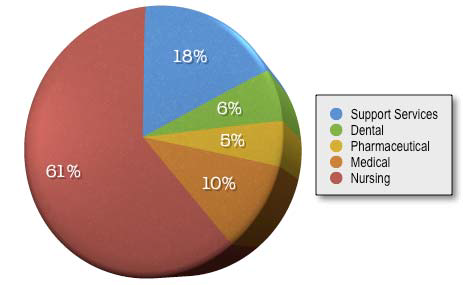 18%
6%
5%
10%
61%
Support Services
Dental
Pharmaceutical
Medical
Nursing